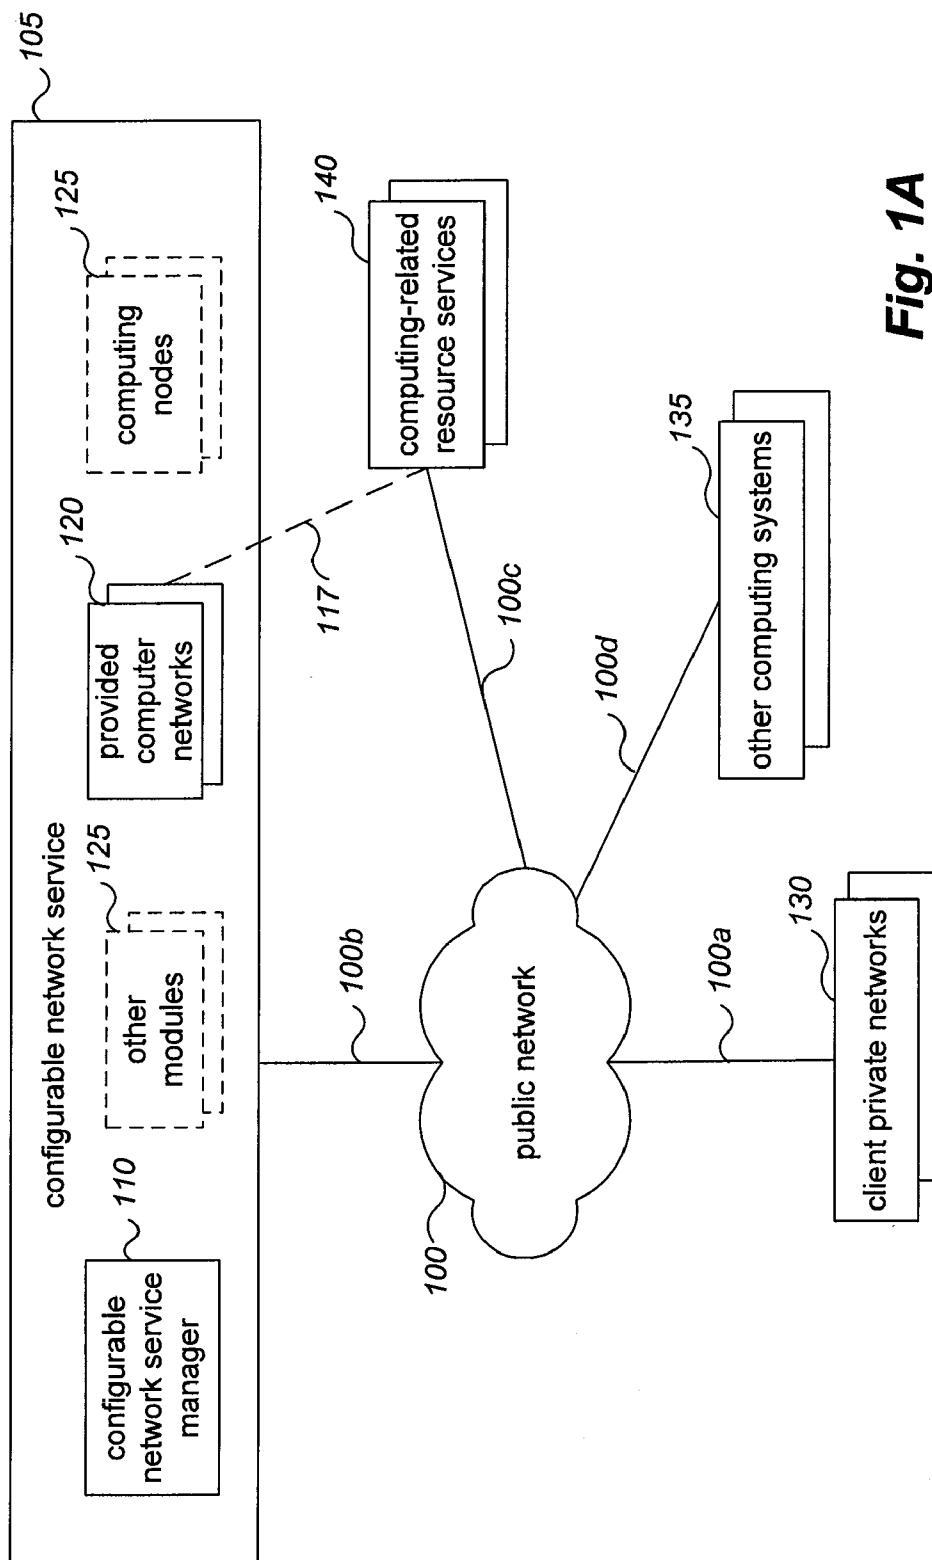 105
configurable network service
110
configurable
network service
manager
125
other
modules
120
provided
computer
networks
125
computing
nodes
117
140
computing-related
resource services
100b
100c
100
public network
100d
135
other computing systems
100a
130
client private networks
Fig. 1A